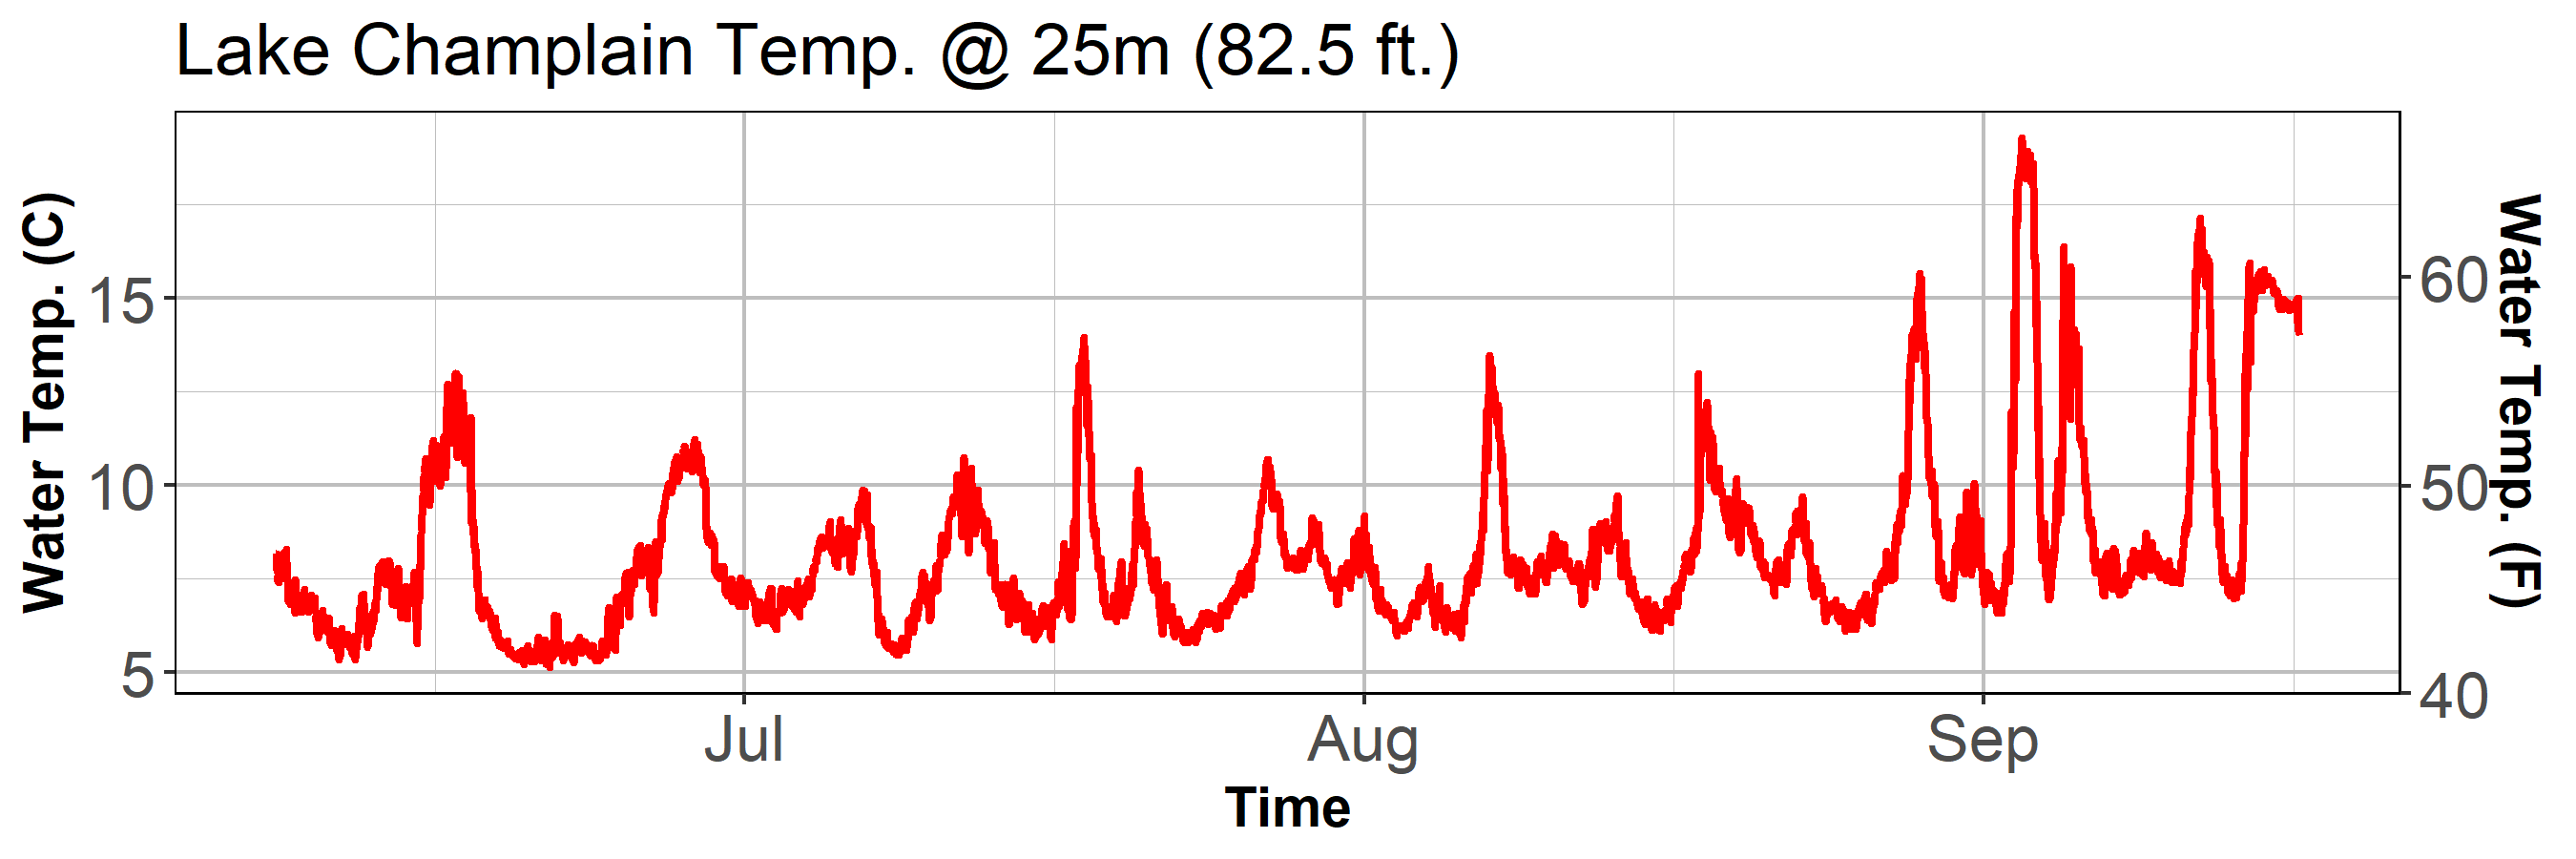 Lake Champlain Temp. @ 25m (82.5 ft.)
Water Temp. (C)
15
10
5
60
50
40
Water Temp. (F)
Jul Aug Sep
Time